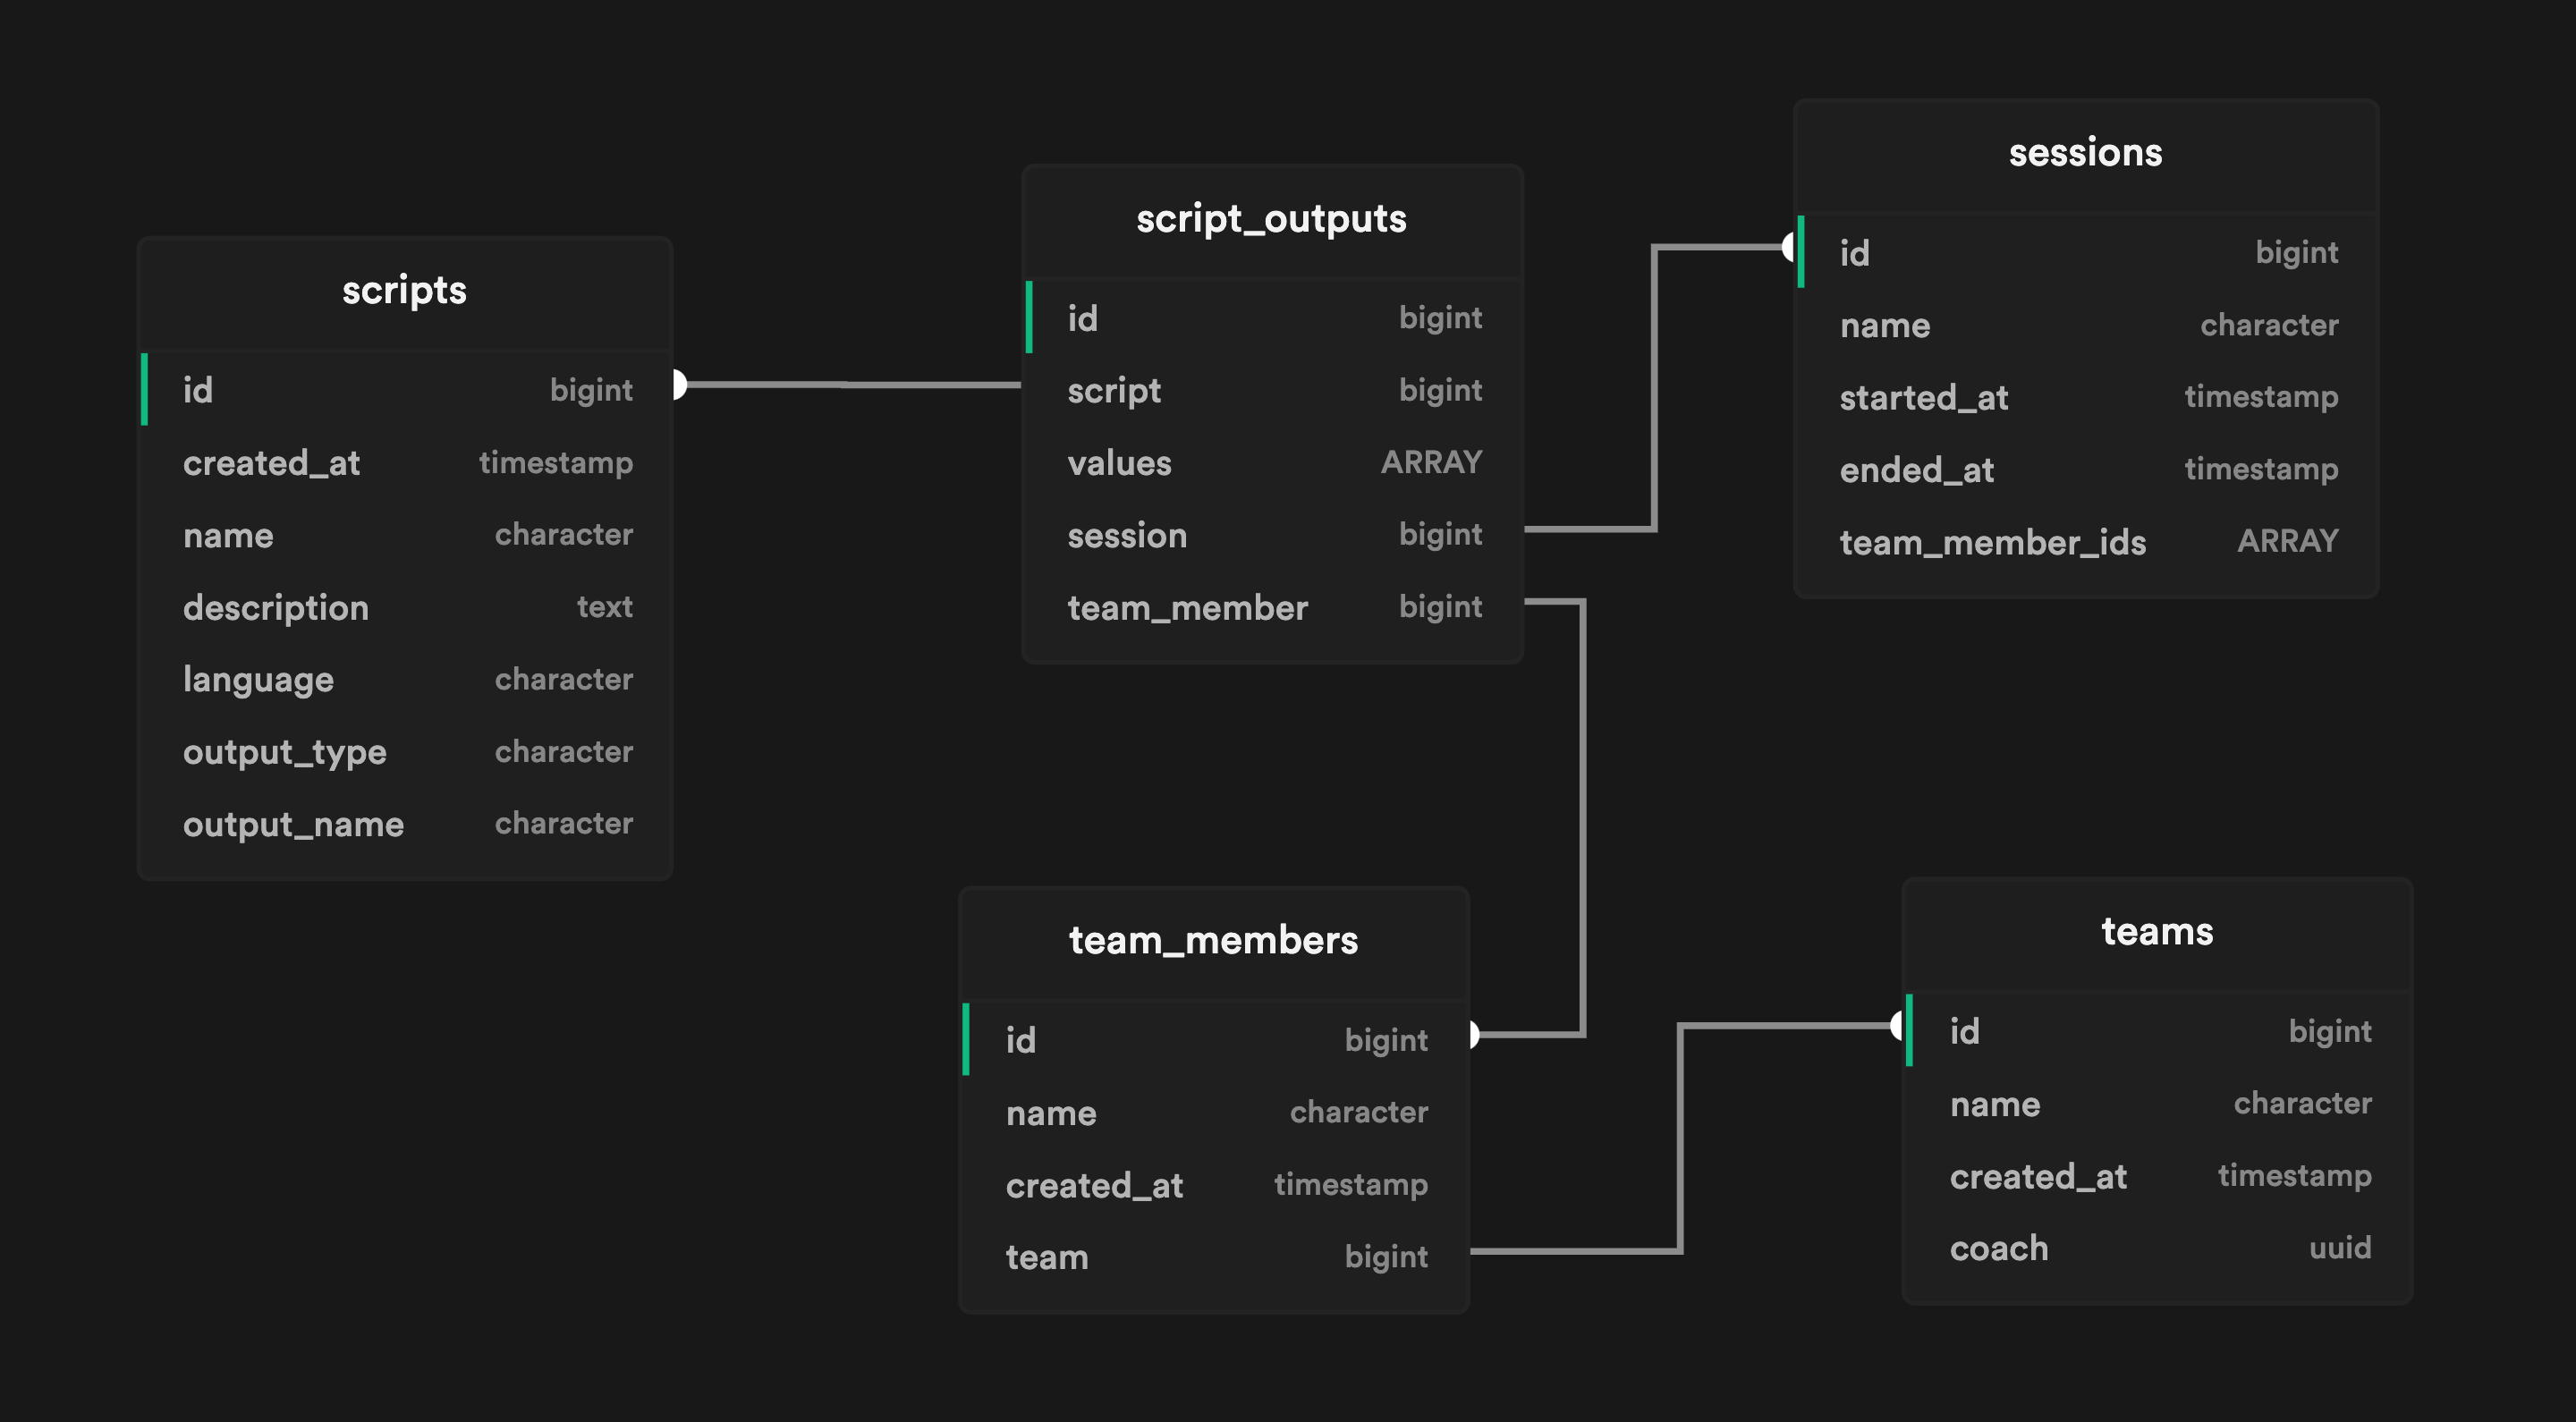 scripts
id bigint
created_at timestamp
name character
description text
language character
output_type character
output_name character
script_outputs
id bigint
script bigint
values ARRAY
session bigint
team_member bigint
sessions
id bigint
name character
started_at timestamp
ended_at timestamp
team_member_ids ARRAY
team_members
id bigint
name character
created_at timestamp
team bigint
teams
id bigint
name character
created_at timestamp
coach uuid